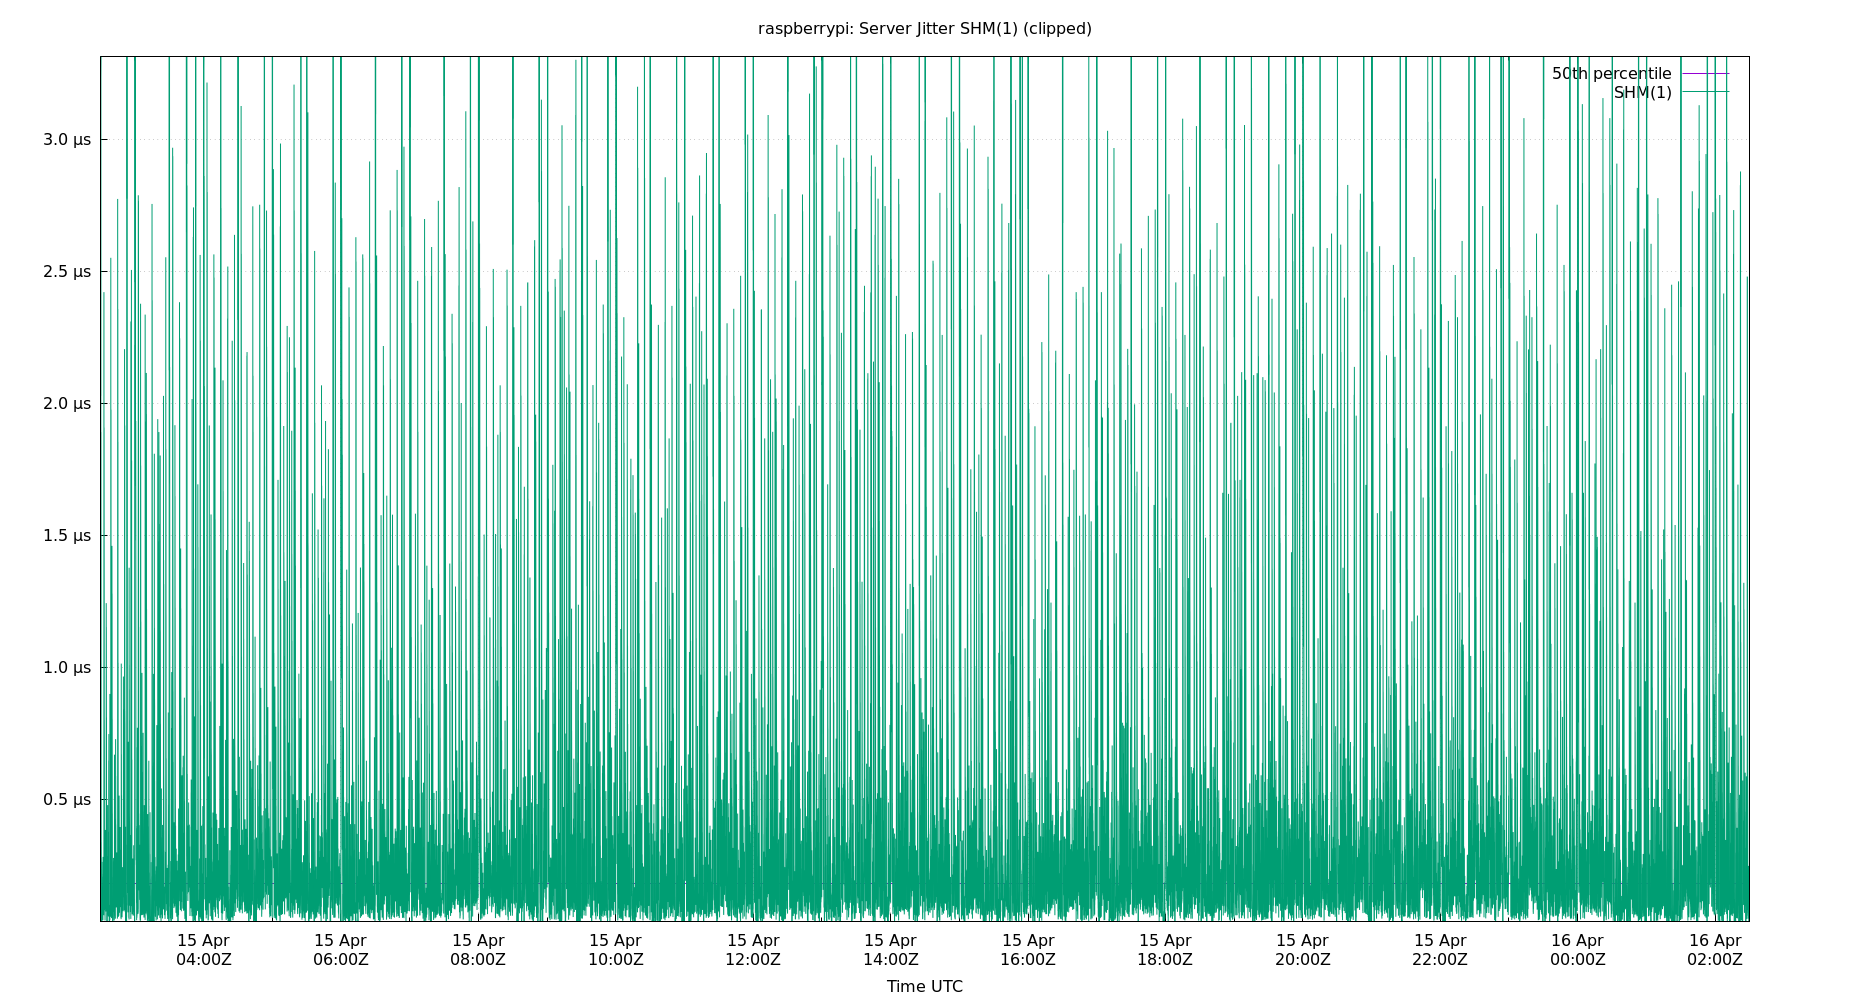 raspberrypi: Server Jitter SHM(1) (clipped)
50th percentile
SHM(1)
3.0 µs
2.5 µs
2.0 µs
1.5 µs
1.0 µs
0.5 µs
15 Apr 15 Apr 15 Apr 15 Apr 15 Apr 15 Apr 15 Apr 15 Apr 15 Apr 15 Apr 16 Apr 16 Apr
04:00Z 06:00Z 08:00Z 10:00Z 12:00Z 14:00Z 16:00Z 18:00Z 20:00Z 22:00Z 00:00Z 02:00Z
Time UTC